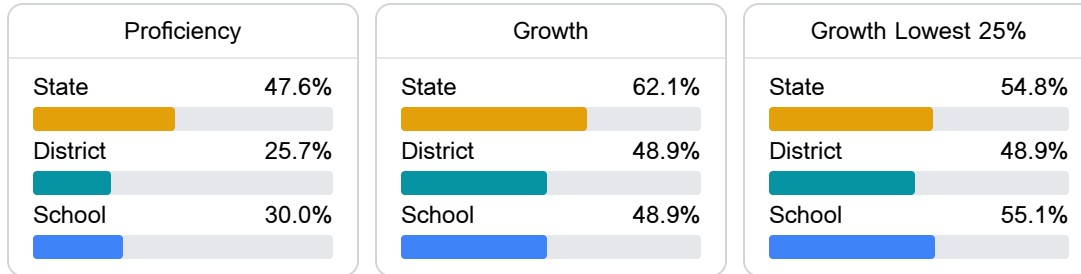 Proficiency
State 47.6%
District 25.7%
School 30.0%
Growth
State 62.1%
District 48.9%
School 48.9%
Growth Lowest 25%
State 54.8%
District 48.9%
School 55.1%